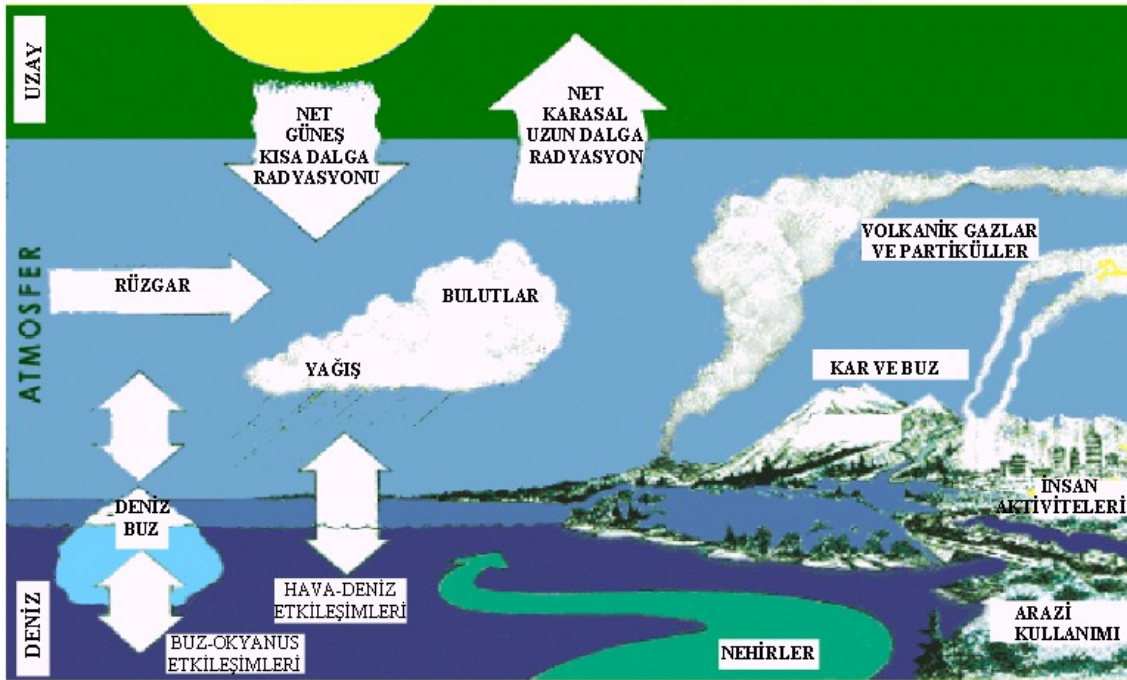 UZAY
NET
GÜNEŞ
KISA DALGA
RADYASYONU
NET
KARASAL
UZUN DALGA
RADYASYON
ATMOSFER
RÜZGAR
BULUTLAR
YAĞIŞ
VOLKANİK GAZLAR
VE PARTİKÜLLER
KAR VE BUZ
DENİZ
BUZ
İNSAN
AKTİVİTELERİ
HAVA-DENİZ
ETKİLEŞİMLERİ
BUZ-OKYANUS
ETKİLEŞİMLERİ
DENİZ
NEHİRLER
ARAZİ
KULLANIMI